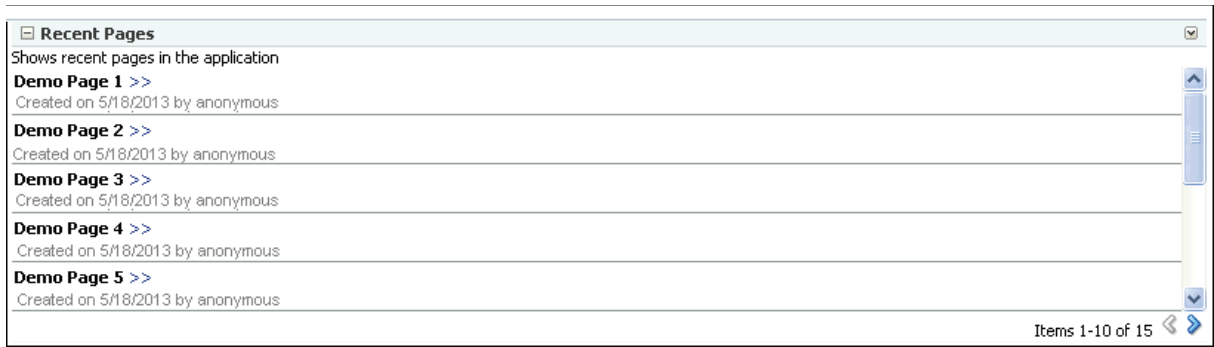 Recent Pages
Shows recent pages in the application
Demo Page 1 >>
Created on 5/18/2013 by anonymous
Demo Page 2 >>
Created on 5/18/2013 by anonymous
Demo Page 3 >>
Created on 5/18/2013 by anonymous
Demo Page 4 >>
Created on 5/18/2013 by anonymous
Demo Page 5 >>
Created on 5/18/2013 by anonymous
Items 1-10 of 15